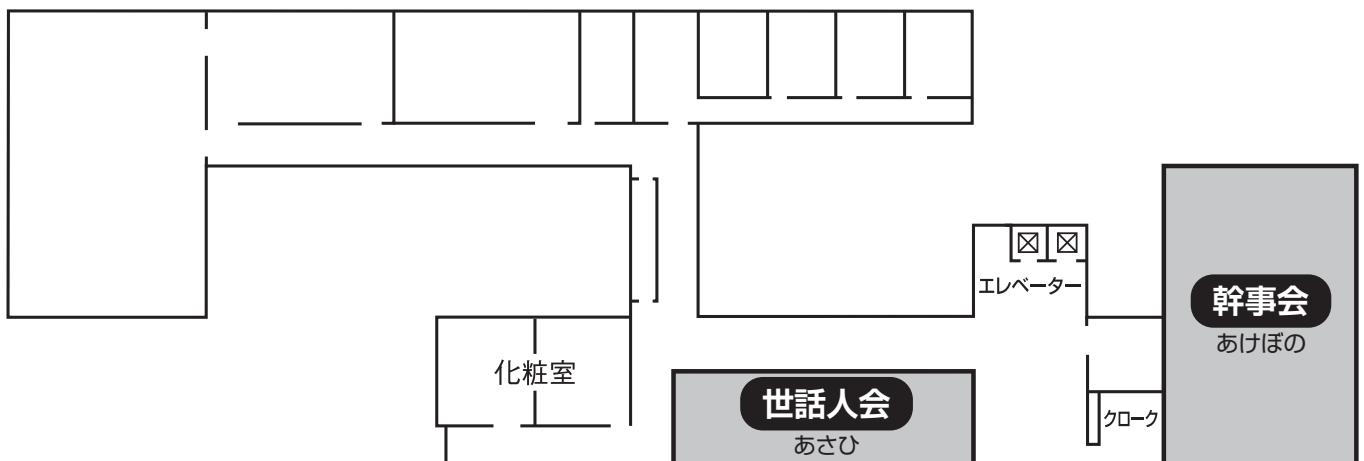 エレベーター
幹事会
あけぼの
化粧室
世話人会
あさひ
クローク